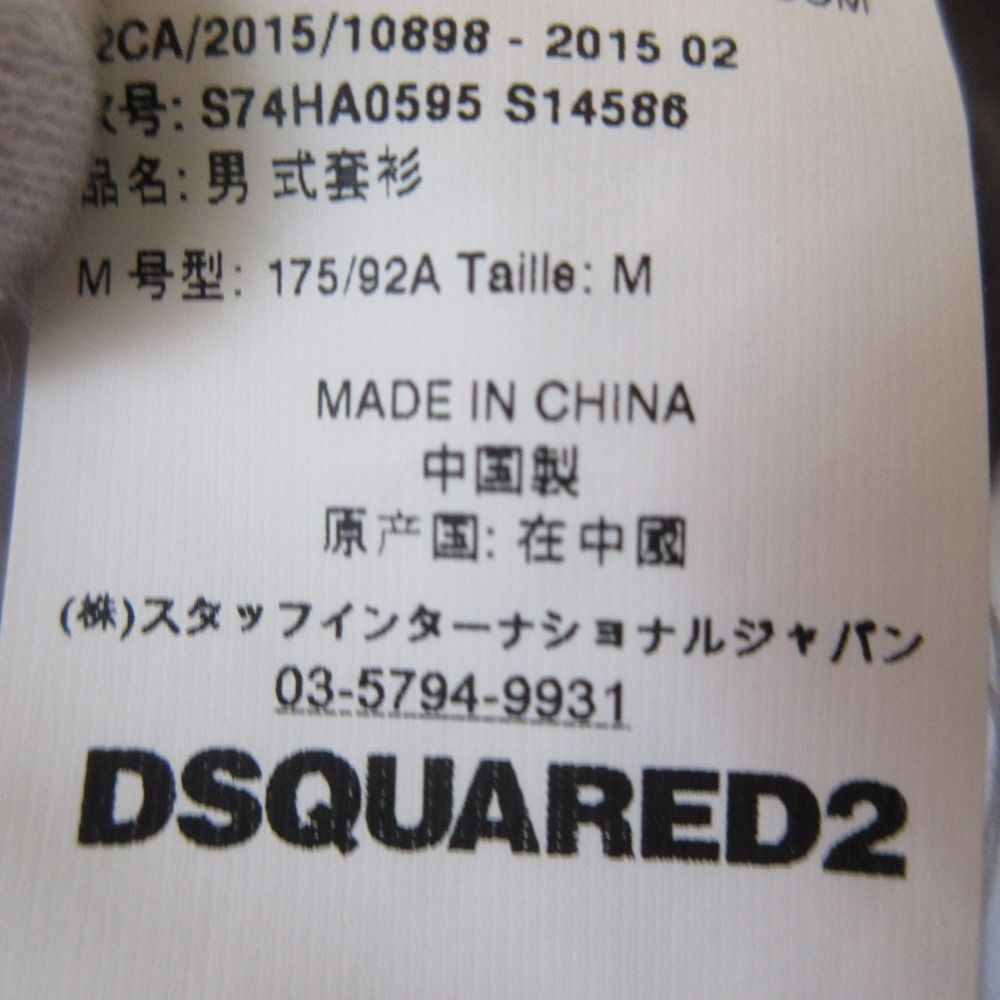 2CA/2015/10898 - 2015 02
号: S74HA0595 S14586
品名: 男 式套衫
M 号型: 175/92A Taille: M
MADE IN CHINA
中国製
原产国: 在中國
(株)スタッフインターナショナルジャパン
03-5794-9931
DSQUARED2